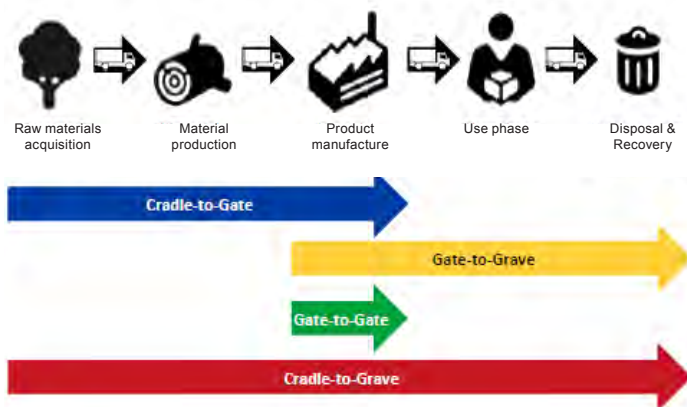 Raw materials
acquisition
Material
production
Product
manufacture
Use phase
Disposal &
Recovery
Cradle-to-Gate
Gate-to-Grave
Gate-to-Gate
Cradle-to-Grave